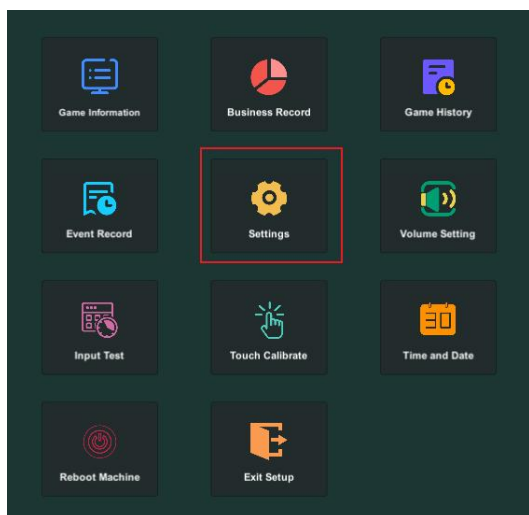 Game Information
Business Record
Game History
Event Record
Settings
Volume Setting
Input Test
Touch Calibrate
30
Time and Date
Reboot Machine
Exit Setup